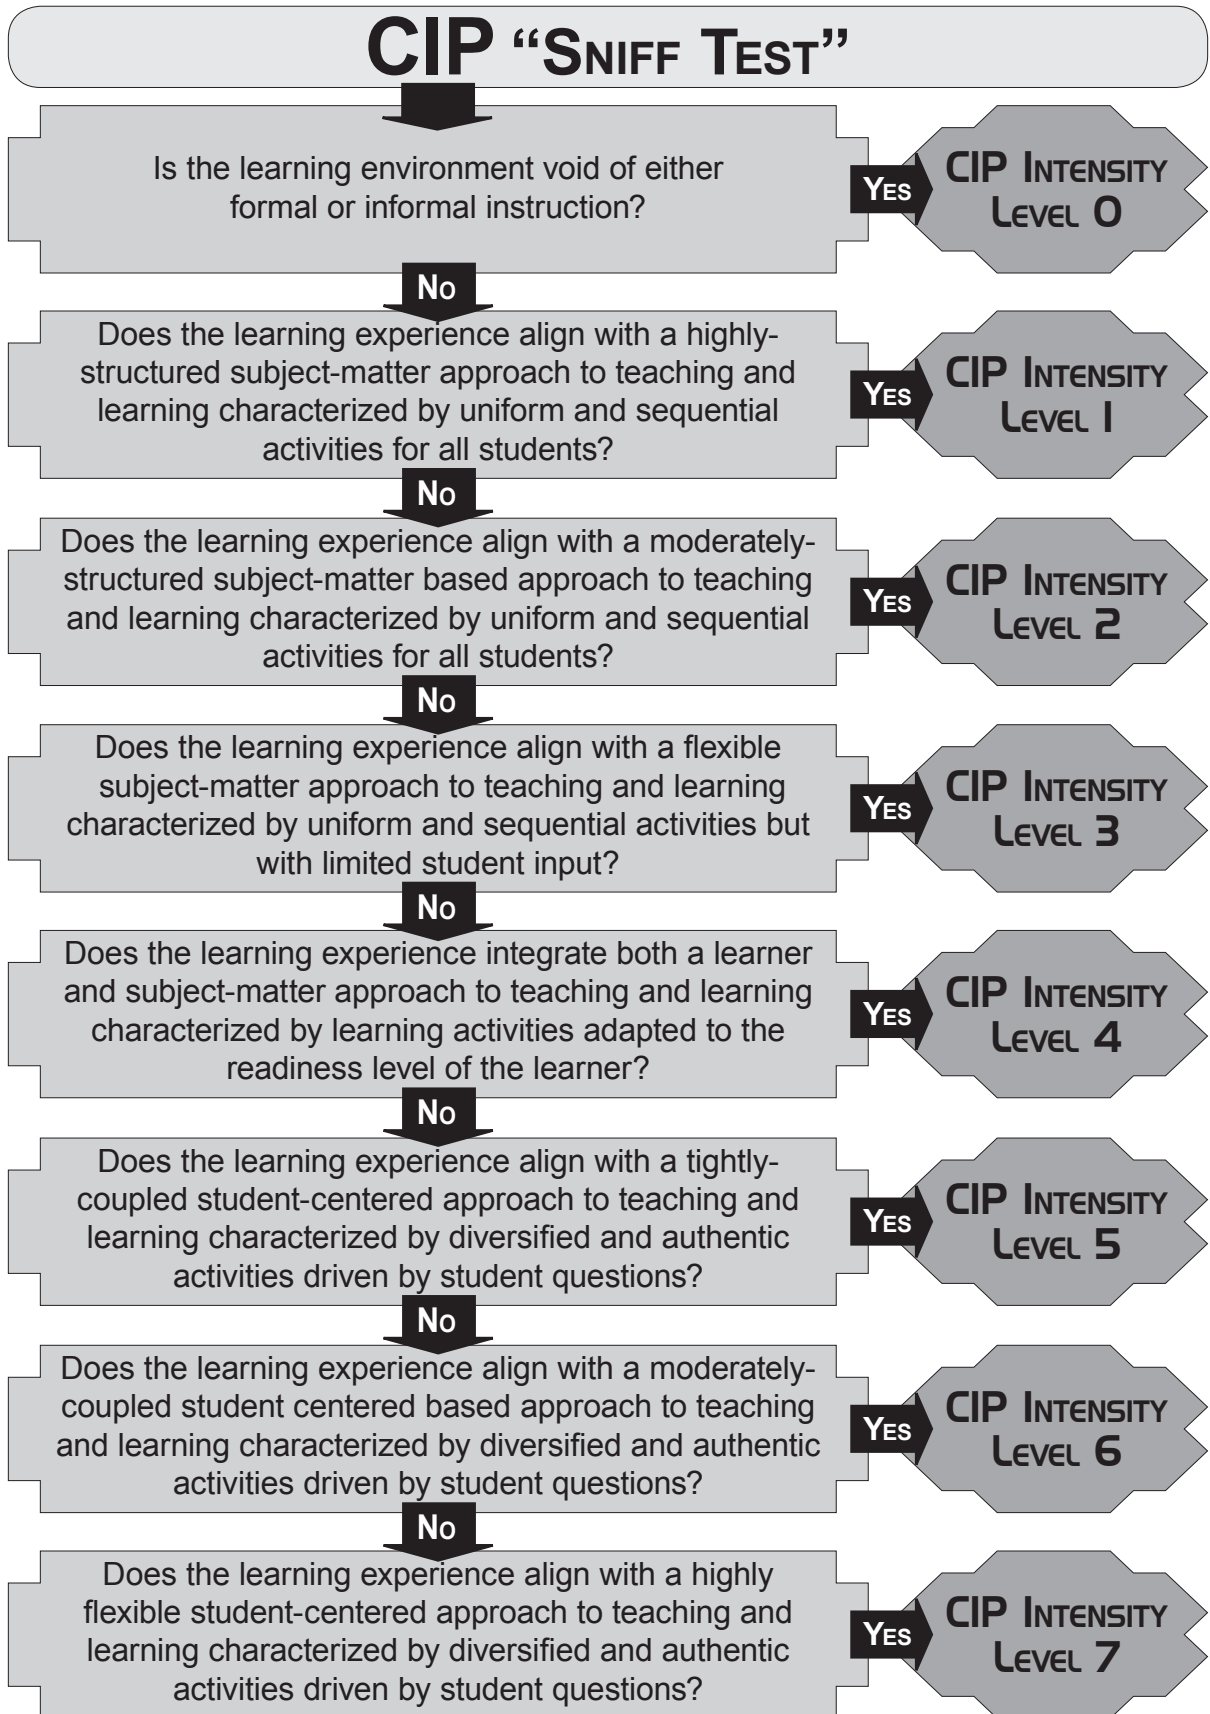 CIP “Sniff Test”
Is the learning environment void of either
formal or informal instruction?
Yes
CIP Intensity
Level 0
No
Does the learning experience align with a highly-
structured subject-matter approach to teaching and
learning characterized by uniform and sequential
activities for all students?
Yes
CIP Intensity
Level 1
No
Does the learning experience align with a moderately-
structured subject-matter based approach to teaching
and learning characterized by uniform and sequential
activities for all students?
Yes
CIP Intensity
Level 2
No
Does the learning experience align with a flexible
subject-matter approach to teaching and learning
characterized by uniform and sequential activities but
with limited student input?
Yes
CIP Intensity
Level 3
No
Does the learning experience integrate both a learner
and subject-matter approach to teaching and learning
characterized by learning activities adapted to the
readiness level of the learner?
Yes
CIP Intensity
Level 4
No
Does the learning experience align with a tightly-
coupled student-centered approach to teaching and
learning characterized by diversified and authentic
activities driven by student questions?
Yes
CIP Intensity
Level 5
No
Does the learning experience align with a moderately-
coupled student centered based approach to teaching
and learning characterized by diversified and authentic
activities driven by student questions?
Yes
CIP Intensity
Level 6
No
Does the learning experience align with a highly
flexible student-centered approach to teaching and
learning characterized by diversified and authentic
activities driven by student questions?
Yes
CIP Intensity
Level 7